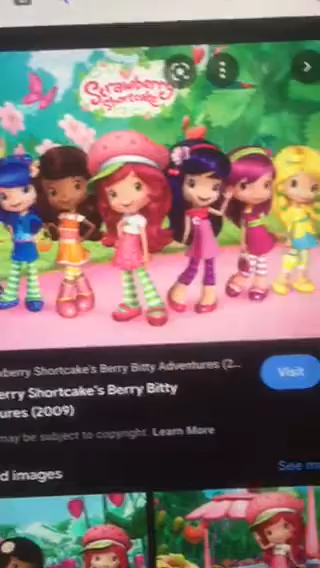 Strawberry
Shortcake
berry Shortcake's Berry Bitty Adventures (2...
erry Shortcake's Berry Bitty
ures (2009)
Visit
may be subject to copyright. Learn More
d images
See m